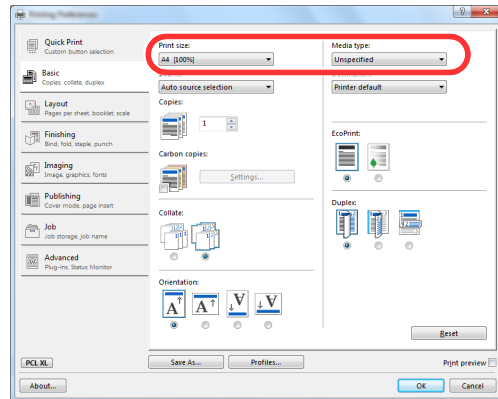 Printing Preferences
Quick Print
Custom button selection
Basic
Copies, collate, duplex
Layout
Pages per sheet, booklet, scale
Finishing
Bind, fold, staple, punch
Imaging
Image, graphics, fonts
Publishing
Cover mode, page insert
Job
Job storage, job name
Advanced
Plug-ins, Status Monitor
Print size:
A4 [100%]
Auto source selection
Copies:
1
Carbon copies:
Settings...
Collate:
Orientation:
Media type:
Unspecified
Printer default
EcoPrint:
Duplex:
Reset
PCL XL
Save As...
Profiles...
Print preview
About...
OK
Cancel